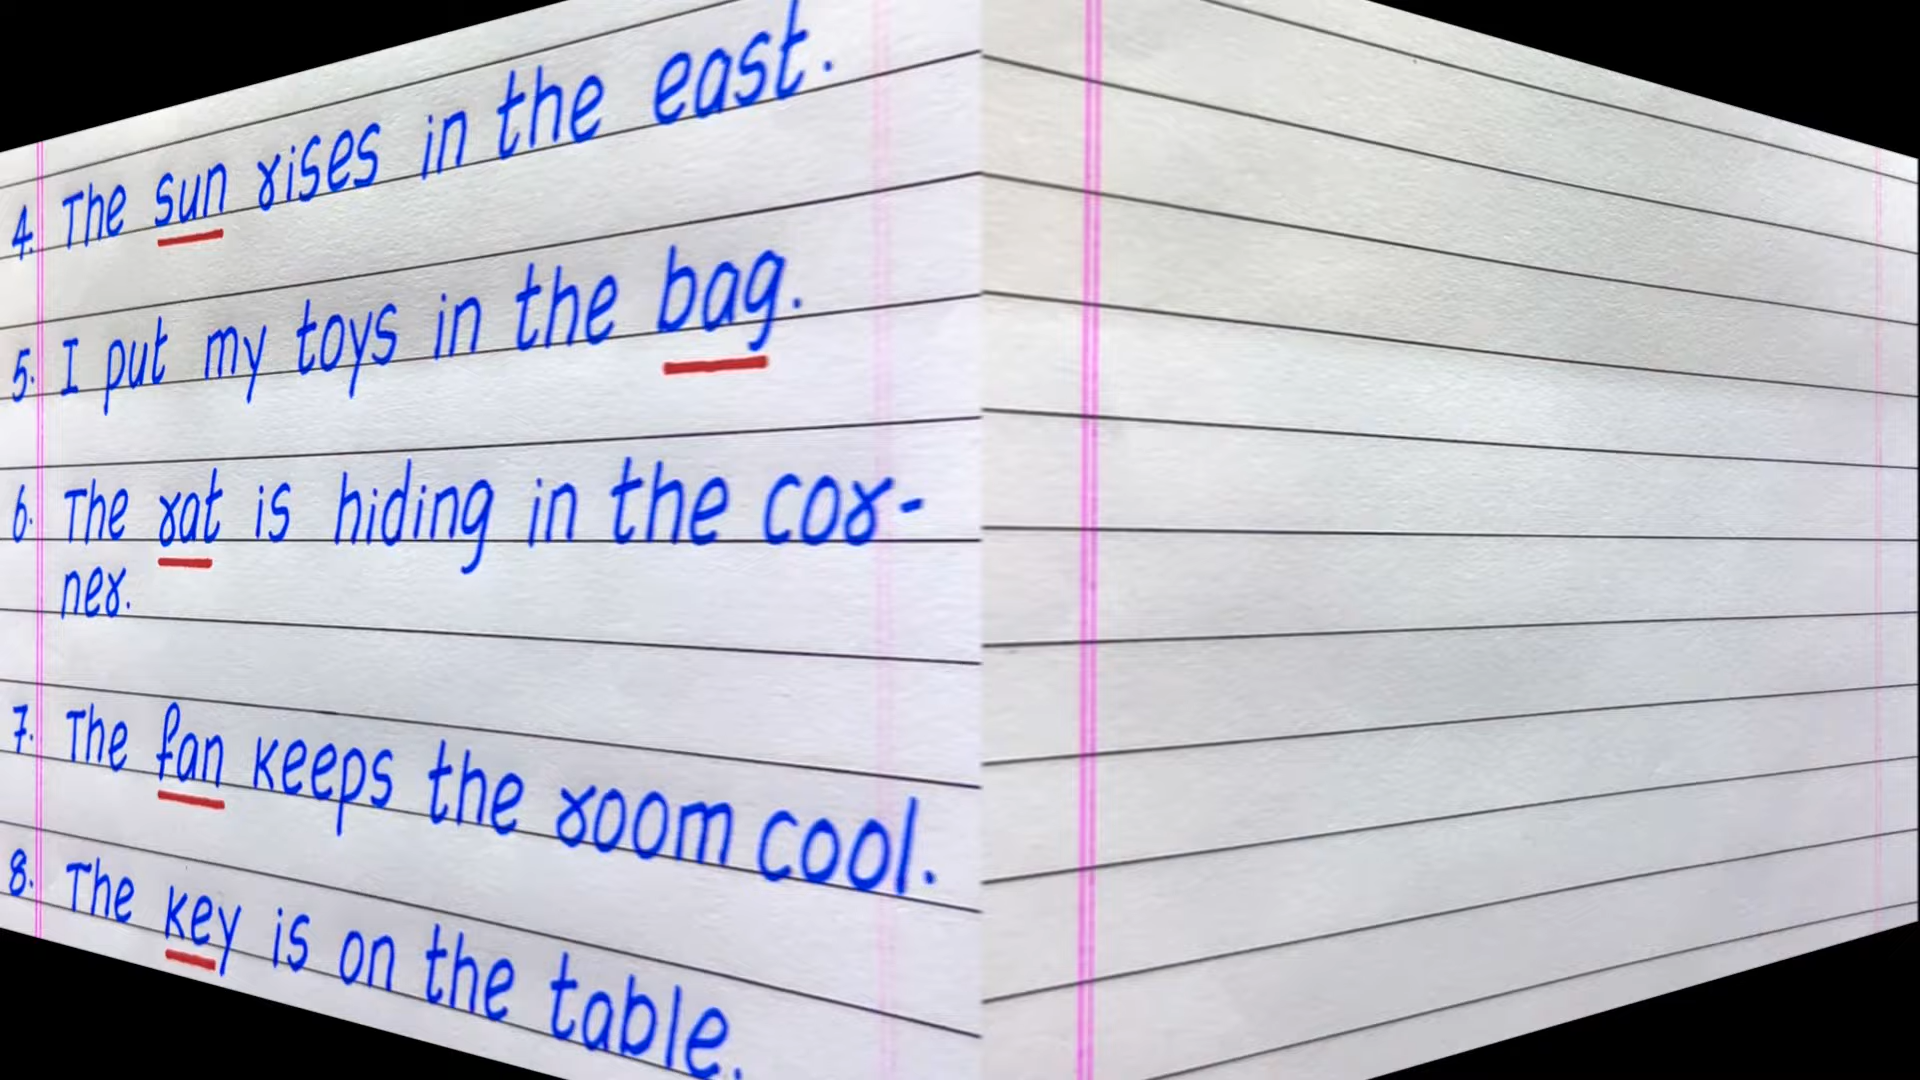 4. The sun rises in the east.
5. I put my toys in the bag.
6. The rat is hiding in the cor-
ner.
7. The fan keeps the room cool.
8. The key is on the table.